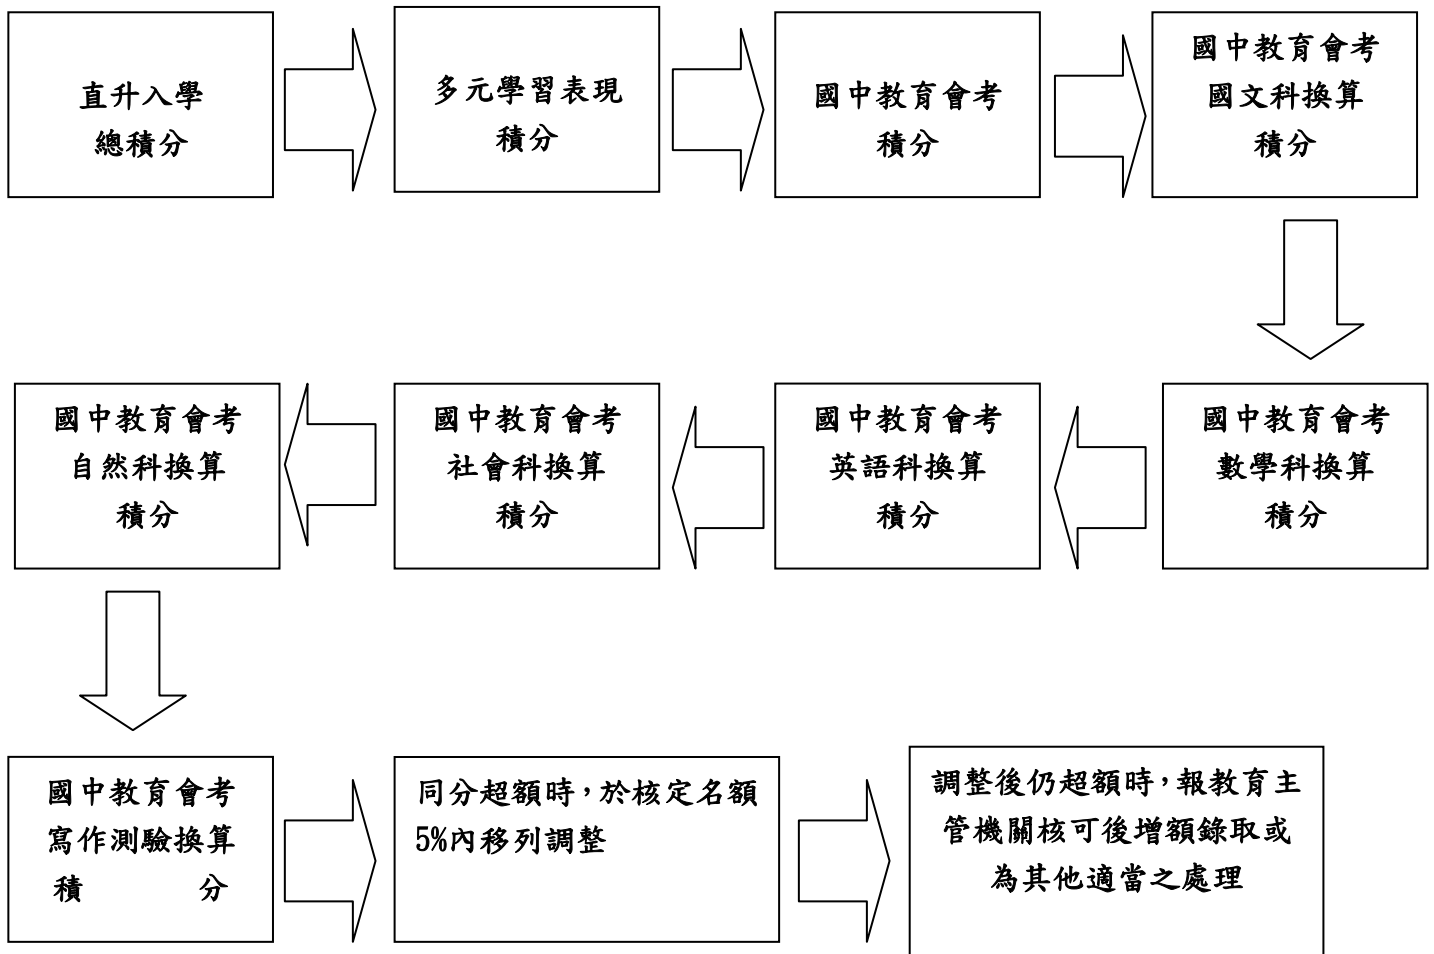 直升入學
總積分
多元學習表現
積分
國中教育會考
積分
國中教育會考
國文科換算
積分
國中教育會考
數學科換算
積分
國中教育會考
英語科換算
積分
國中教育會考
社會科換算
積分
國中教育會考
自然科換算
積分
國中教育會考
寫作測驗換算
積 分
同分超額時，於核定名額
5%內移列調整
調整後仍超額時，報教育主
管機關核可後增額錄取或
為其他適當之處理